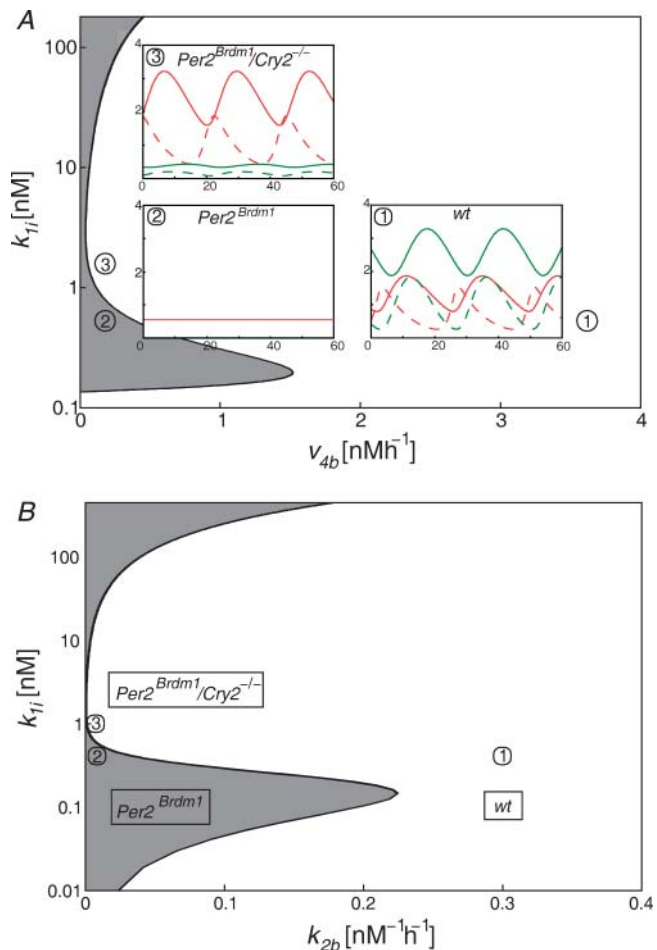 A
100
10
1
0.1
k1i [nM]
③ Per2Brdm1/Cry2−/−
4
2
0 20 40 60
② Per2Brdm1
4
2
0 20 40 60
① wt
4
2
0
0 20 40 60
③
②
①
0 1 2 3 4
v4b [nMh−1]
B
100
10
1
0.1
0.01
k1i [nM]
Per2Brdm1/Cry2−/−
③
②
①
Per2Brdm1
wt
0 0.1 0.2 0.3 0.4
k2b [nM−1h−1]